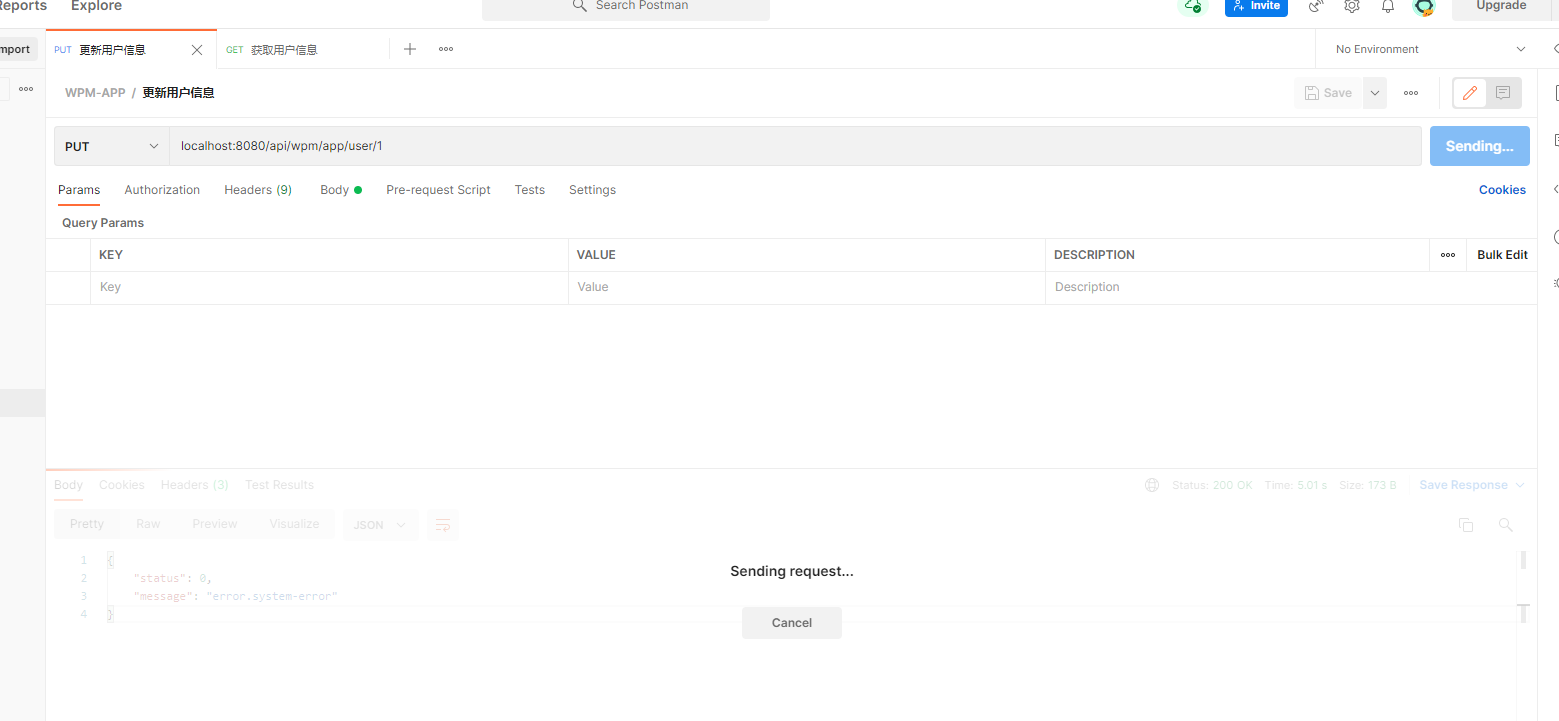 Reports Explore Search Postman Invite Upgrade
mport PUT 更新用户信息 GET 获取用户信息 No Environment
WPM-APP / 更新用户信息 Save
PUT localhost:8080/api/wpm/app/user/1 Sending...
Params Authorization Headers (9) Body Pre-request Script Tests Settings Cookies
Query Params
KEY VALUE DESCRIPTION Bulk Edit
Key Value Description
Body Cookies Headers (3) Test Results Status: 200 OK Time: 5.01 s Size: 173 B Save Response
Pretty Raw Preview Visualize JSON
1 {
2 "status": 0,
3 "message": "error.system-error"
4 }
Sending request...
Cancel